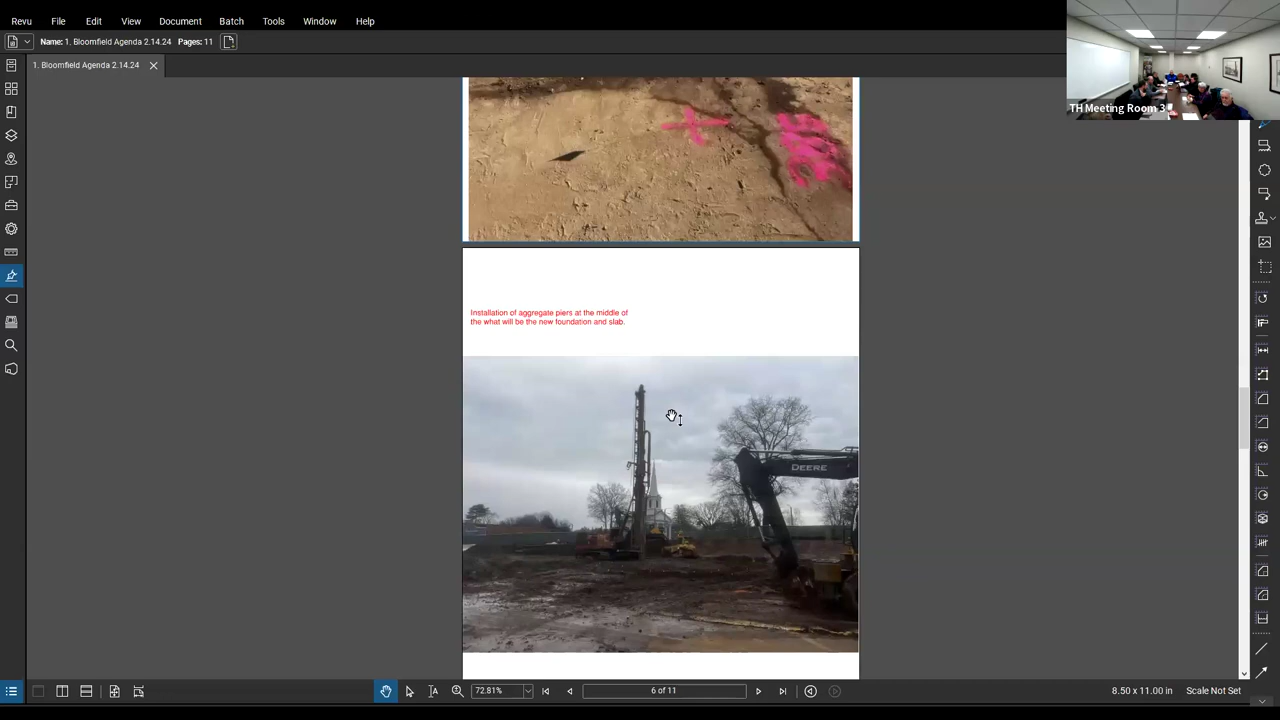 Revu File Edit View Document Batch Tools Window Help
Name: 1. Bloomfield Agenda 2.14.24 Pages: 11
1. Bloomfield Agenda 2.14.24
TH Meeting Room 3
Installation of aggregate piers at the middle of
the what will be the new foundation and slab.
DEERE
72.81%
6 of 11
8.50 x 11.00 in
Scale Not Set